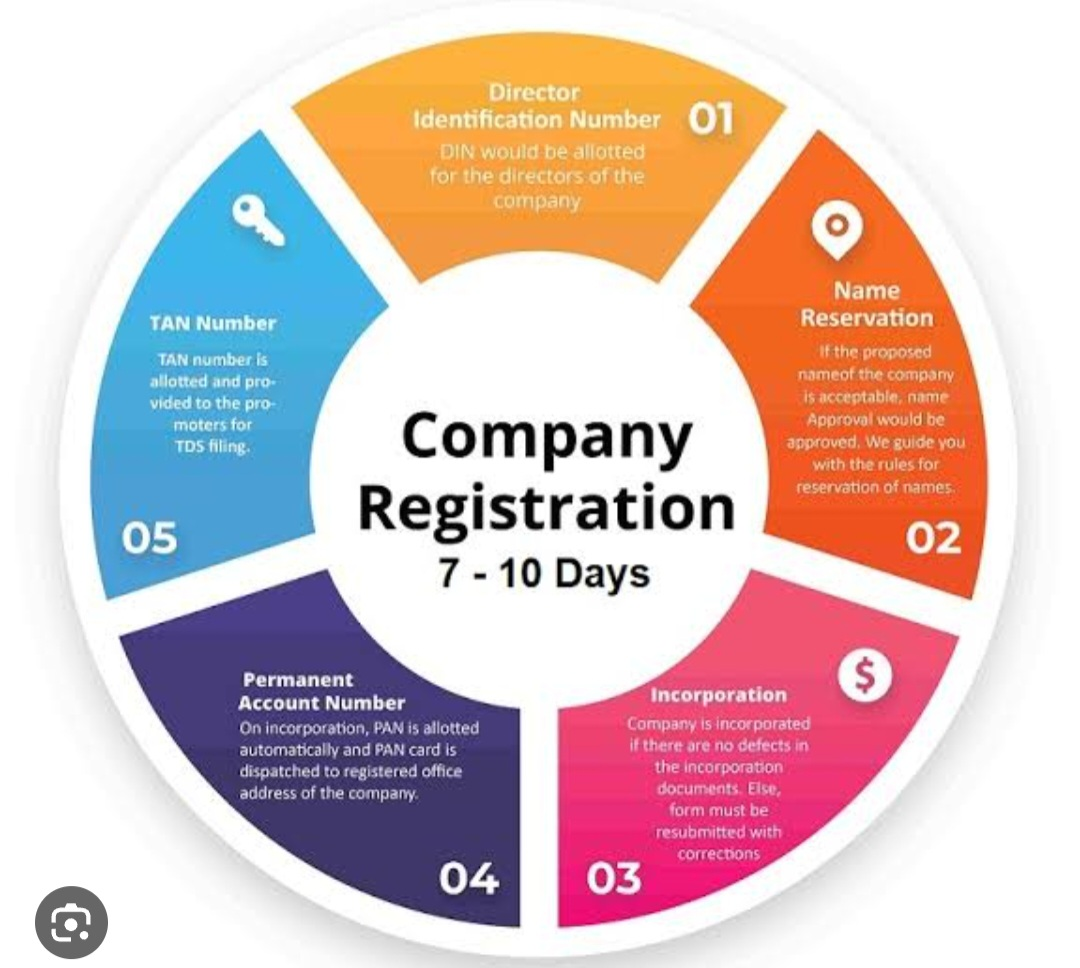 Director
Identification Number
01
DIN would be allotted
for the directors of the
company
Name
Reservation
If the proposed
nameof the company
is acceptable, name
Approval would be
approved. We guide you
with the rules for
reservation of names.
02
Incorporation
Company is incorporated
if there are no defects in
the incorporation
documents. Else,
form must be
resubmitted with
corrections
03
Permanent
Account Number
On incorporation, PAN is allotted
automatically and PAN card is
dispatched to registered office
address of the company.
04
TAN Number
TAN number is
allotted and pro-
vided to the pro-
moters for
TDS filing.
05
Company
Registration
7 - 10 Days
$